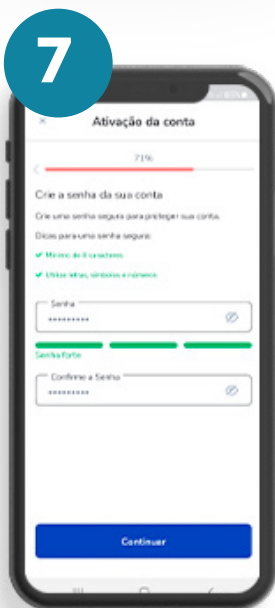 7
Ativação da conta
71%
Crie a senha da sua conta
Crie uma senha segura para proteger sua conta.
Dicas para uma senha segura:
Mínimo de 8 caracteres
Utilize letras, símbolos e números
Senha
*********
Senha forte
Confirme a Senha
*********
Continuar